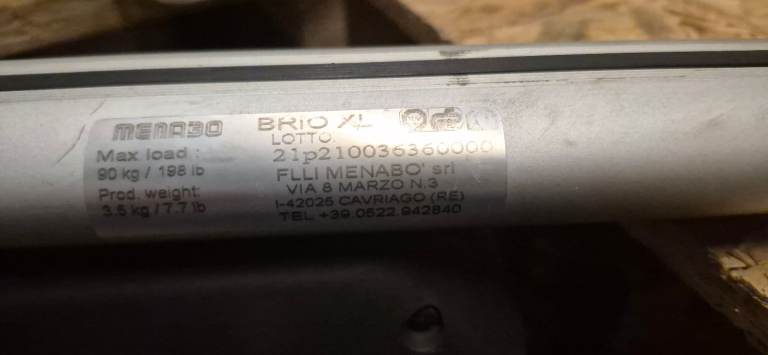 MENABO BRIO XL
LOTTO:
Max load :
21p210036360000
90 kg / 198 lb
FLLI MENABO' srl
Prod. weight:
VIA 8 MARZO N.3
3.5 kg / 7.7 lb
I-42025 CAVRIAGO (RE)
TEL +39.0522.942840